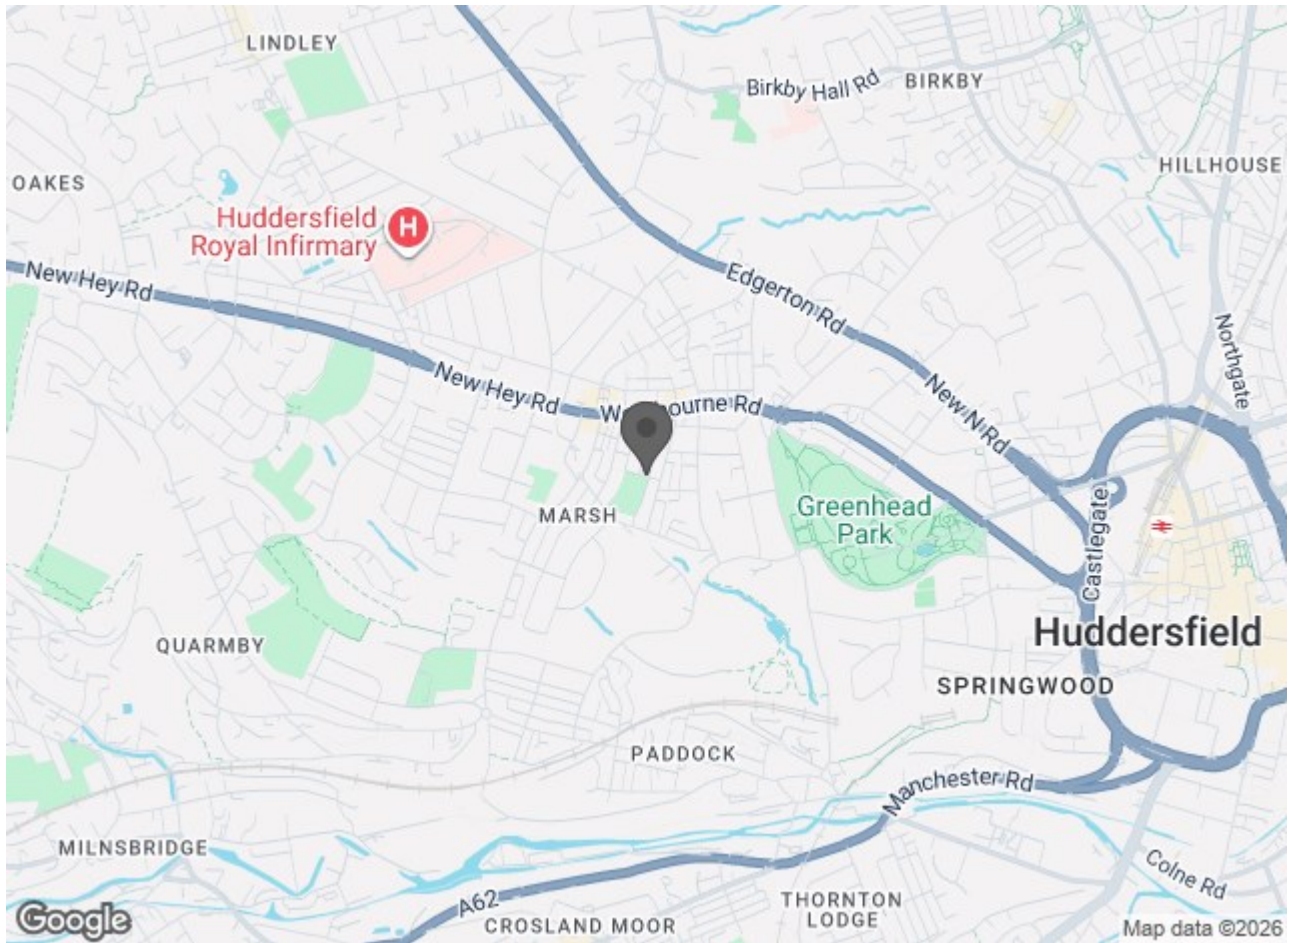 LINDLEY
Birkby Hall Rd
BIRKBY
HILLHOUSE
OAKES
Huddersfield
Royal Infirmary
H
New Hey Rd
Edgerton Rd
Northgate
New Hey Rd
ourne Rd
New N Rd
Greenhead
Park
MARSH
Castlegate
Huddersfield
QUARMBY
SPRINGWOOD
PADDOCK
Manchester Rd
MILNSBRIDGE
Colne Rd
A62
THORNTON
LODGE
CROSLAND MOOR
Google
Map data ©2026